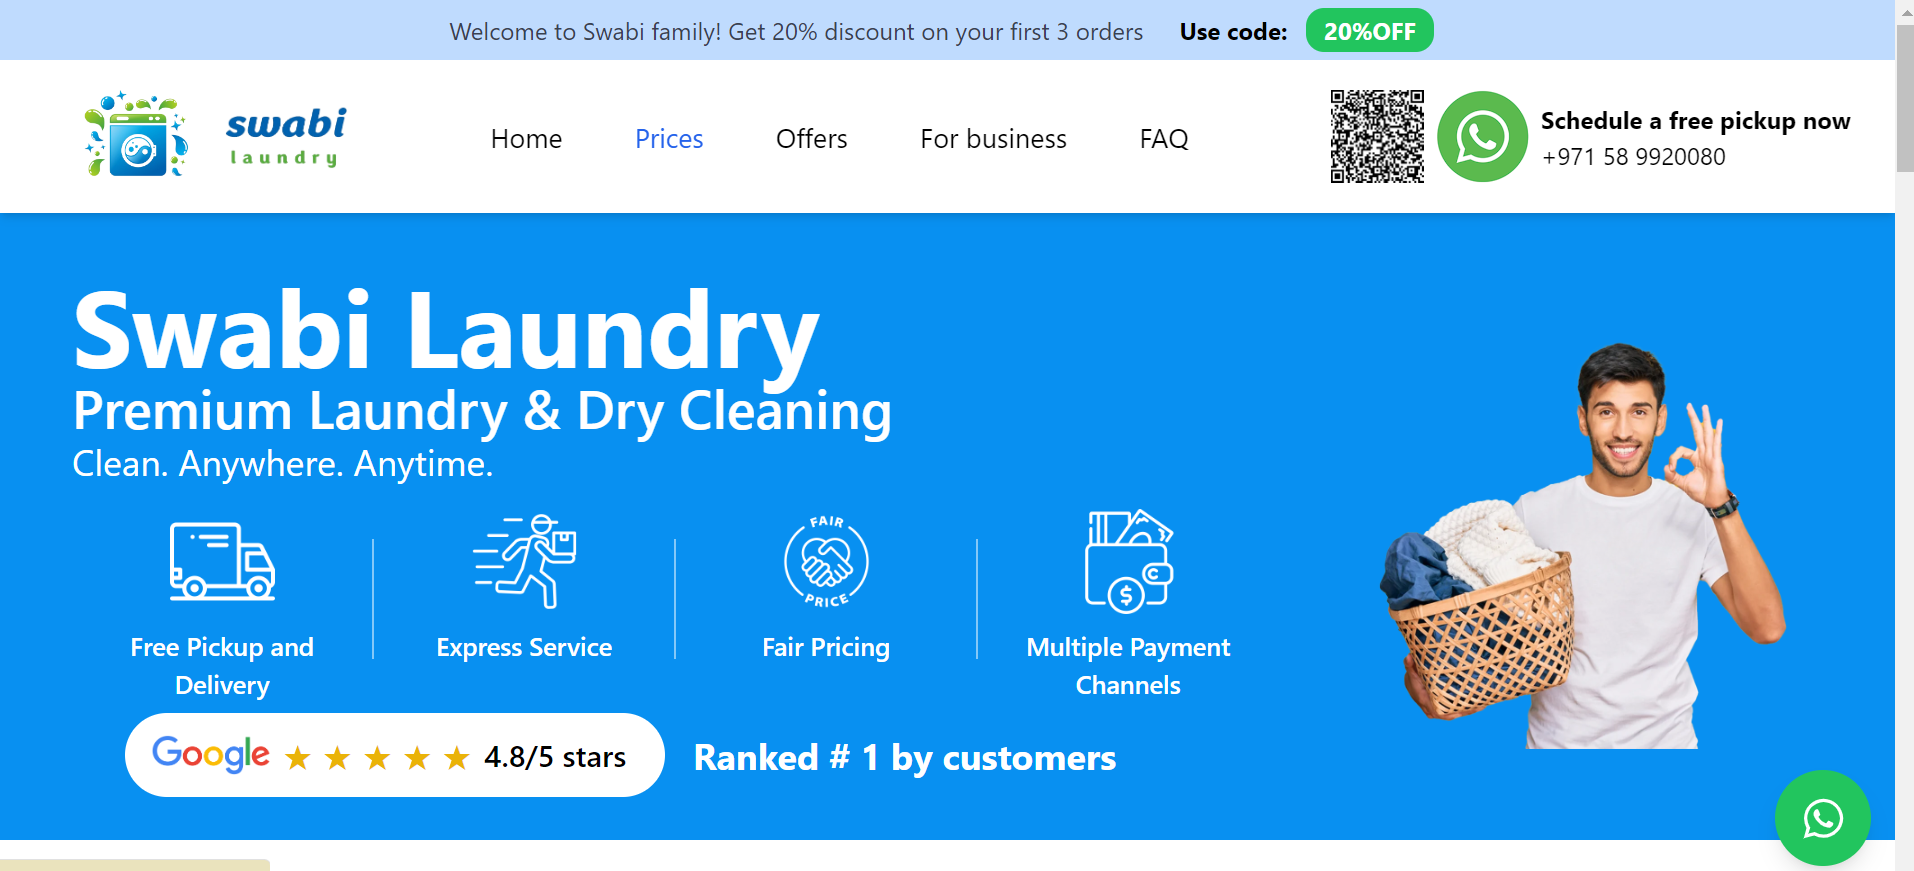 Welcome to Swabi family! Get 20% discount on your first 3 orders Use code: 20%OFF
swabi
laundry
Home Prices Offers For business FAQ
Schedule a free pickup now
+971 58 9920080
Swabi Laundry
Premium Laundry & Dry Cleaning
Clean. Anywhere. Anytime.
FAIR
PRICE
Free Pickup and
Delivery
Express Service
Fair Pricing
Multiple Payment
Channels
Google ★ ★ ★ ★ ★ 4.8/5 stars
Ranked # 1 by customers